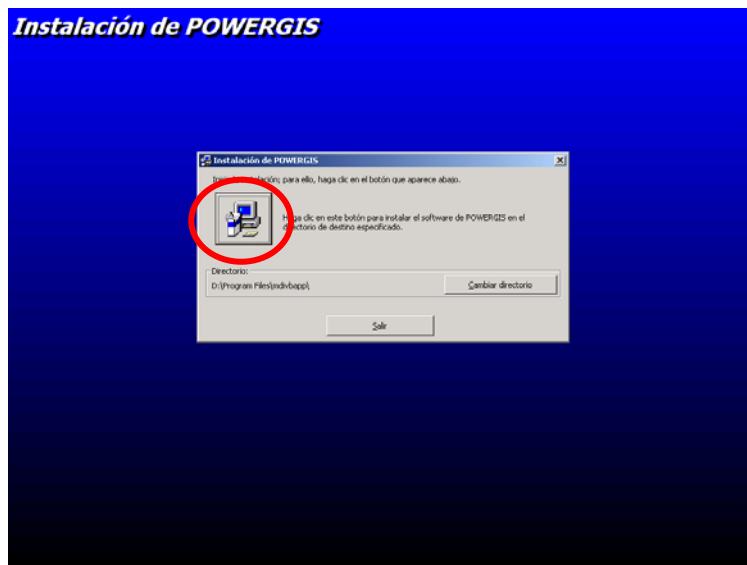 Instalación de POWERGIS
Instalación de POWERGIS
para ello, haga clic en el botón que aparece abajo.
Haga clic en este botón para instalar el software de POWERGIS en el
directorio de destino especificado.
Directorio:
D:\Program Files\mdivbapp\
Cambiar directorio
Salir